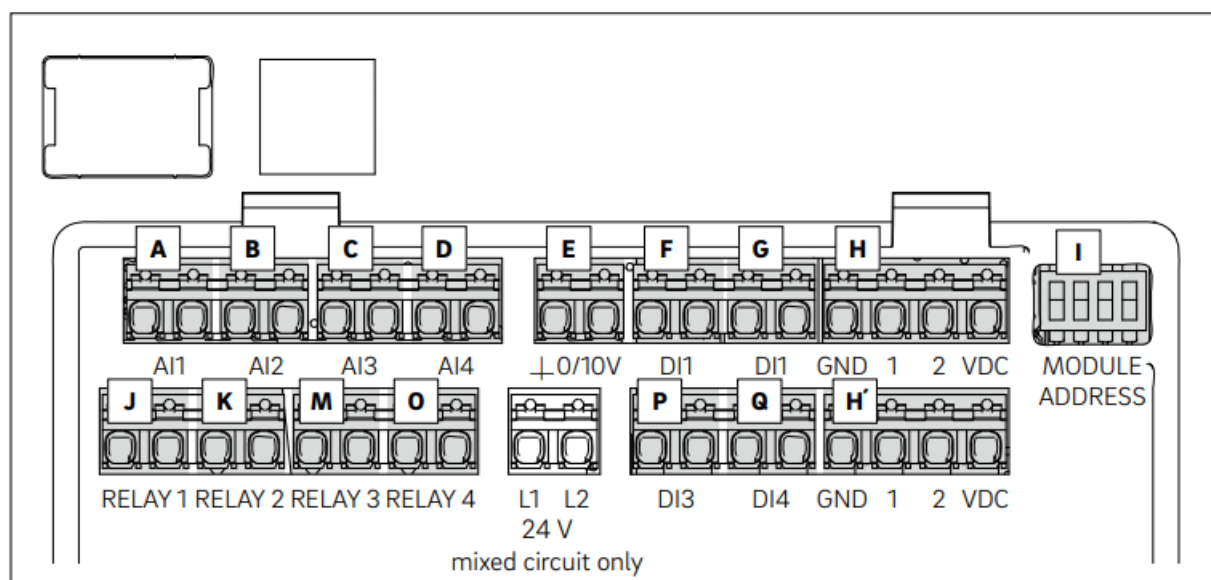 A B C D E F G H I
AI1 AI2 AI3 AI4 ⏚0/10V DI1 DI1 GND 1 2 VDC MODULE
ADDRESS
J K M O P Q H´
RELAY 1 RELAY 2 RELAY 3 RELAY 4 L1 L2 DI3 DI4 GND 1 2 VDC
24 V
mixed circuit only